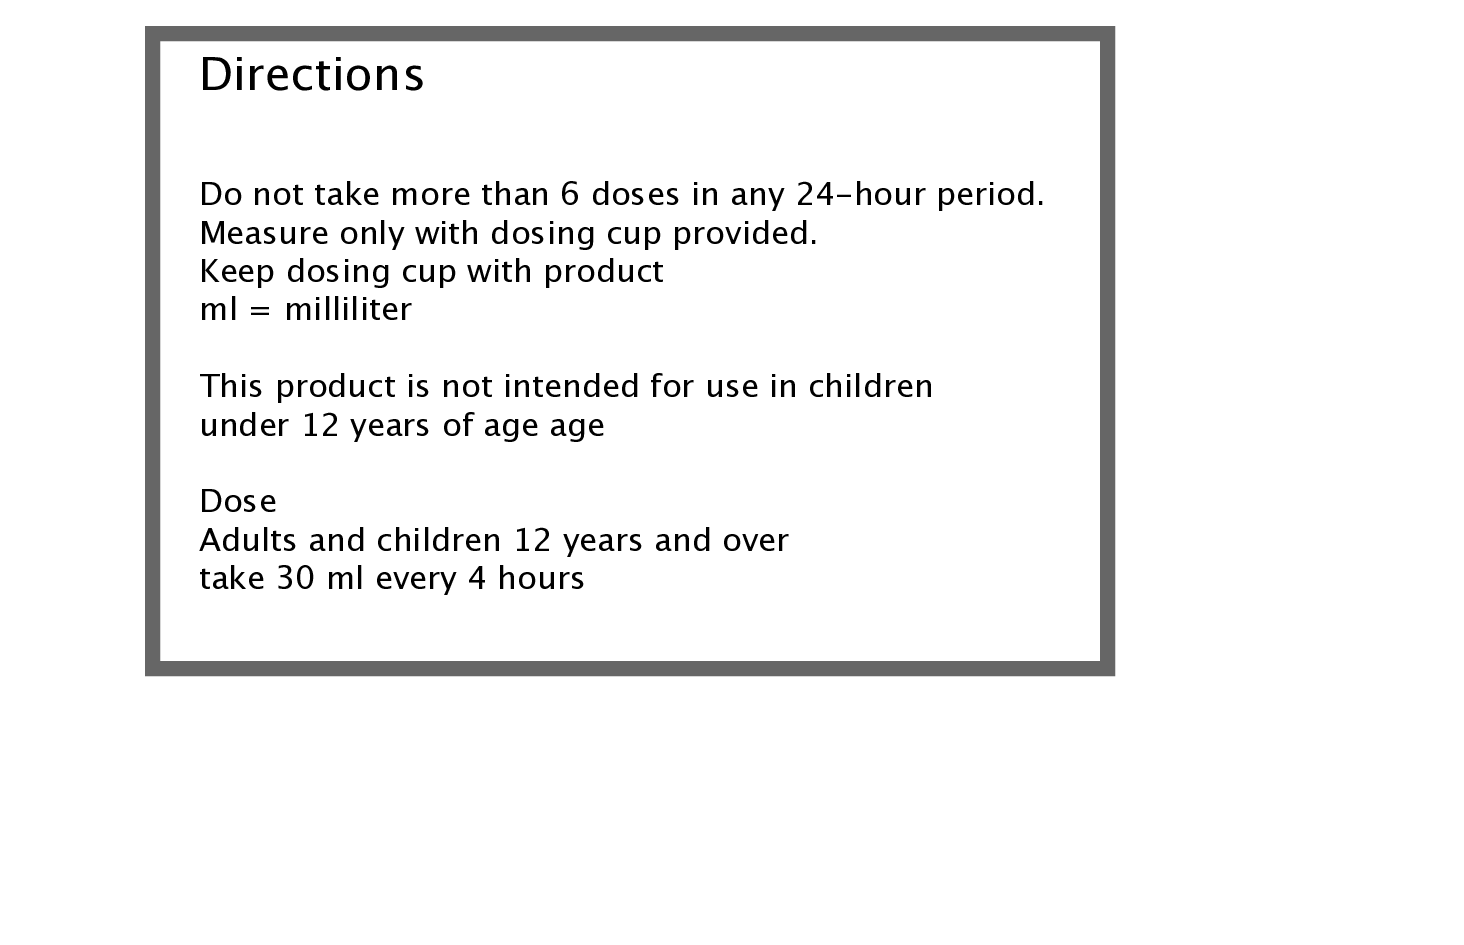 Directions
Do not take more than 6 doses in any 24-hour period.
Measure only with dosing cup provided.
Keep dosing cup with product
ml = milliliter
This product is not intended for use in children
under 12 years of age age
Dose
Adults and children 12 years and over
take 30 ml every 4 hours